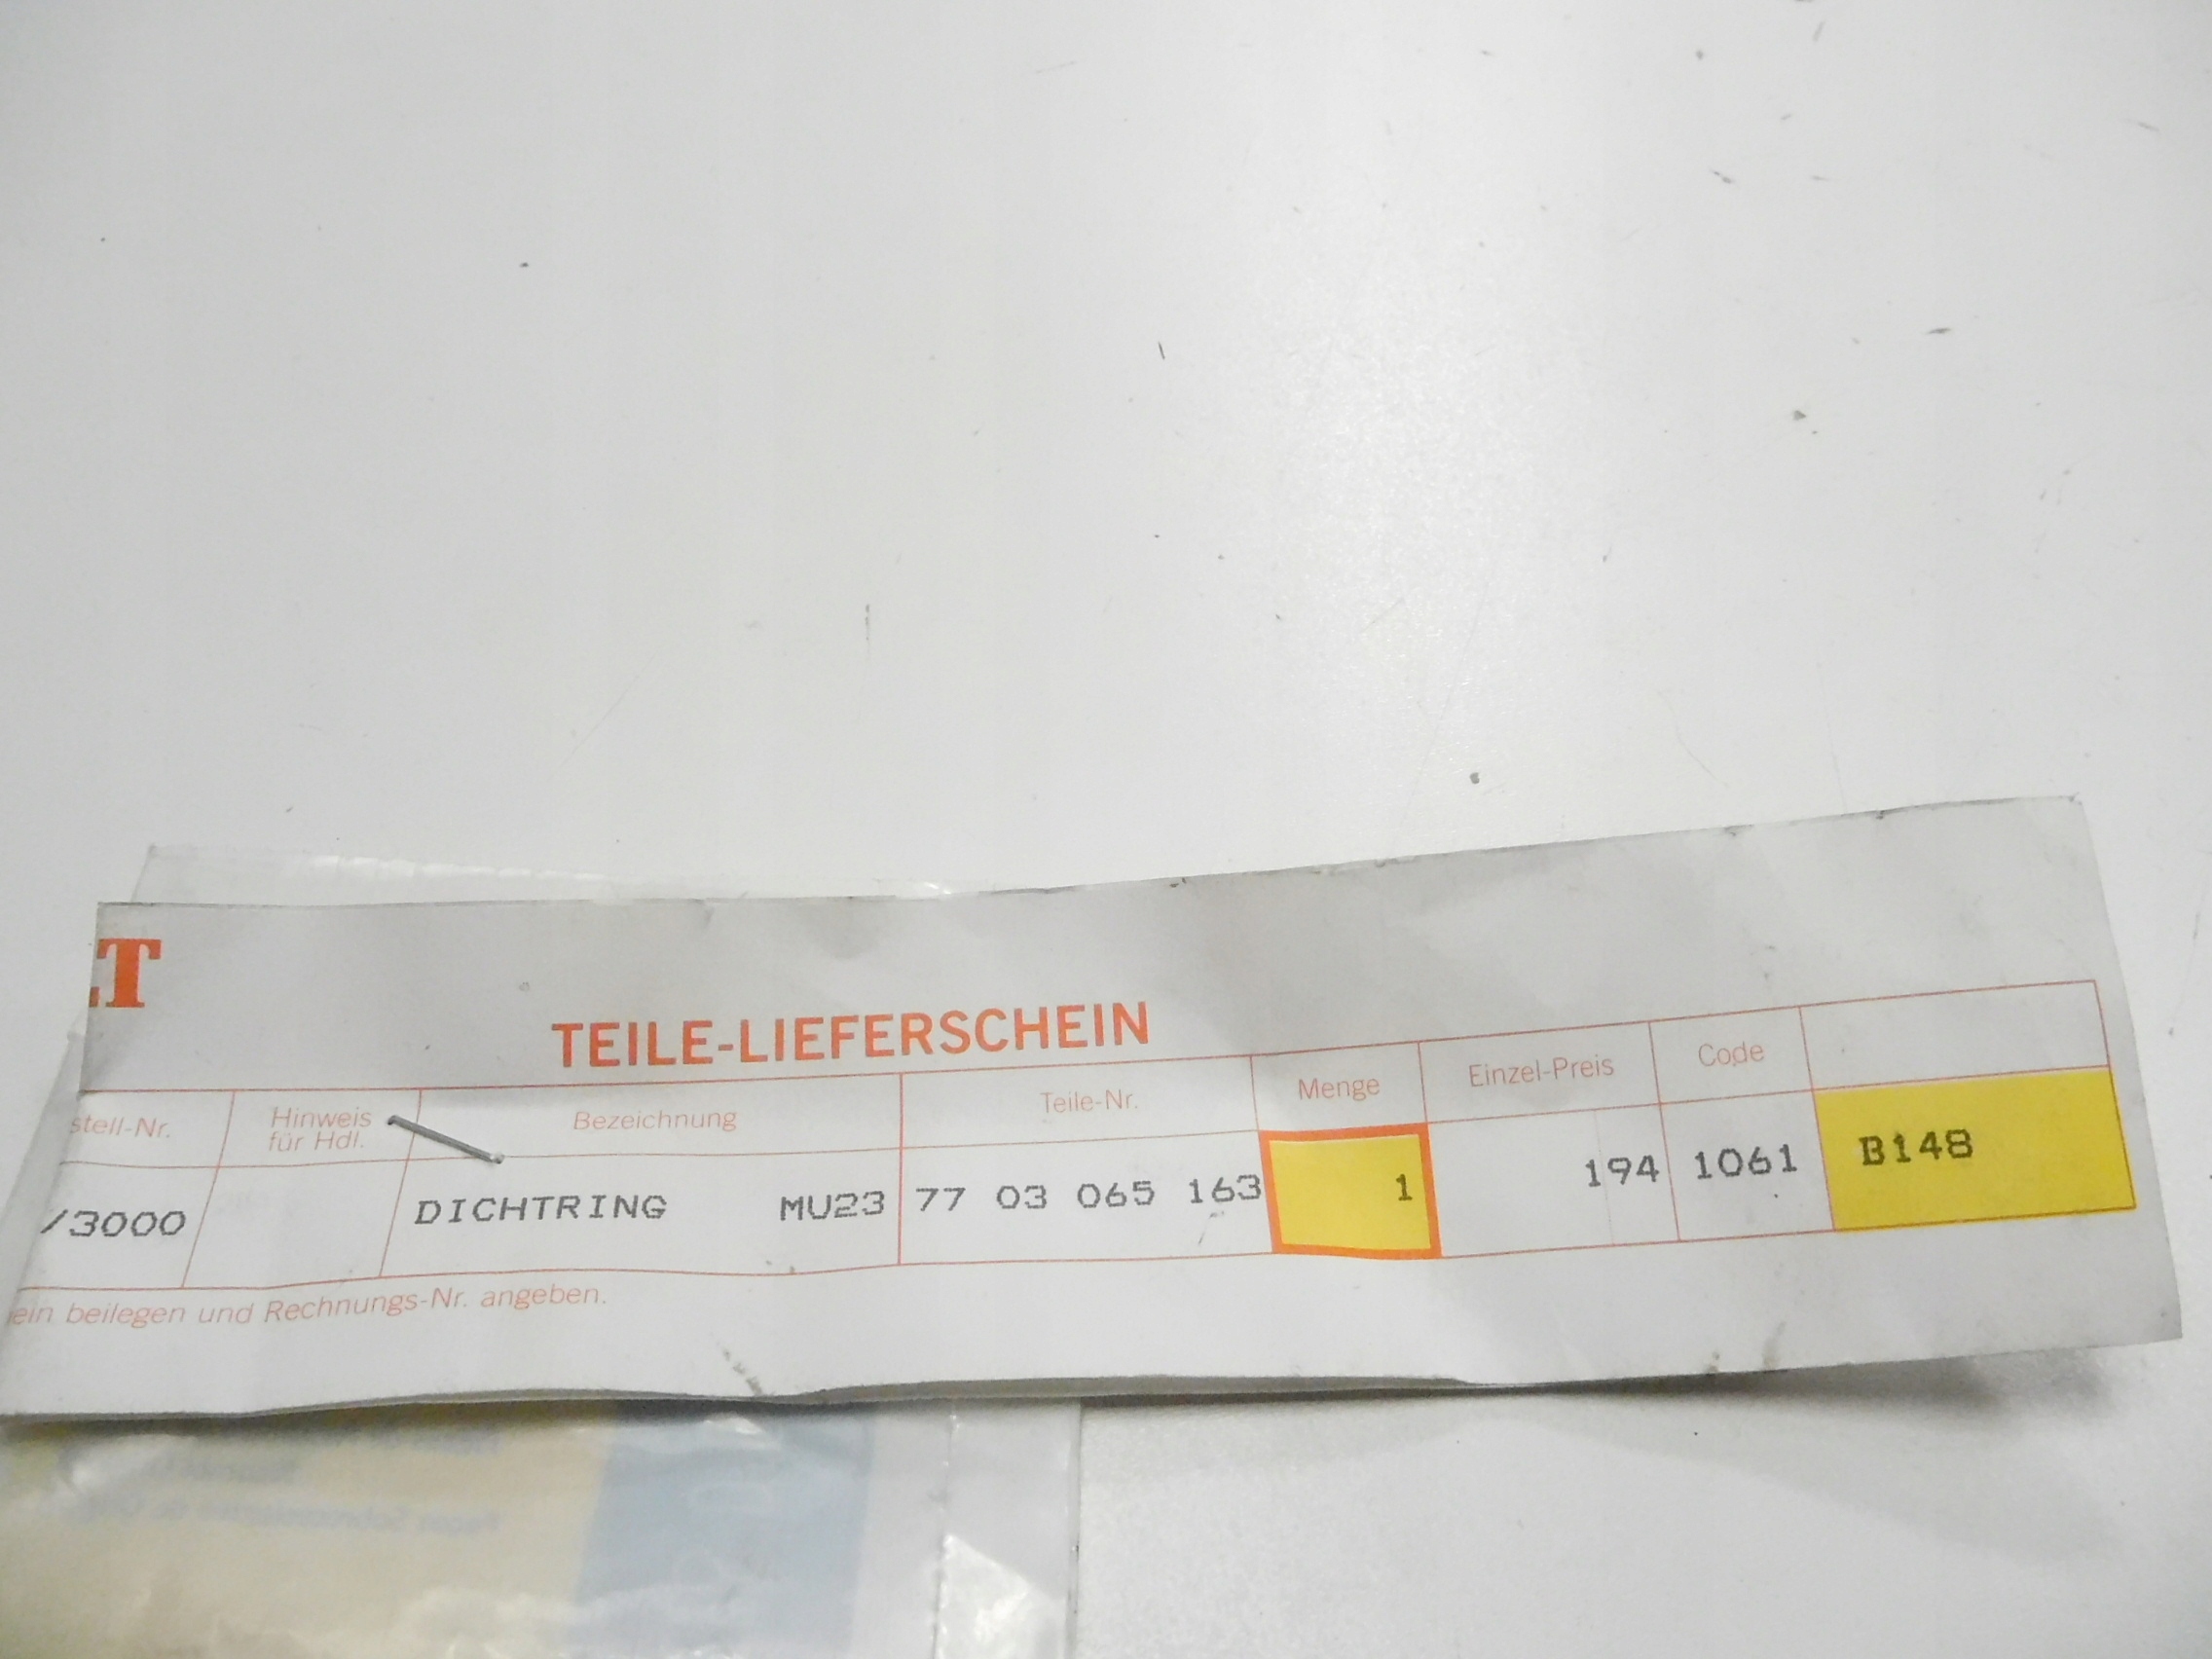 T
TEILE-LIEFERSCHEIN
stell-Nr. Hinweis für Hdl. Bezeichnung Teile-Nr. Menge Einzel-Preis Code
/3000 DICHTRING MU23 77 03 065 163 1 194 1061 B148
ein beilegen und Rechnungs-Nr. angeben.